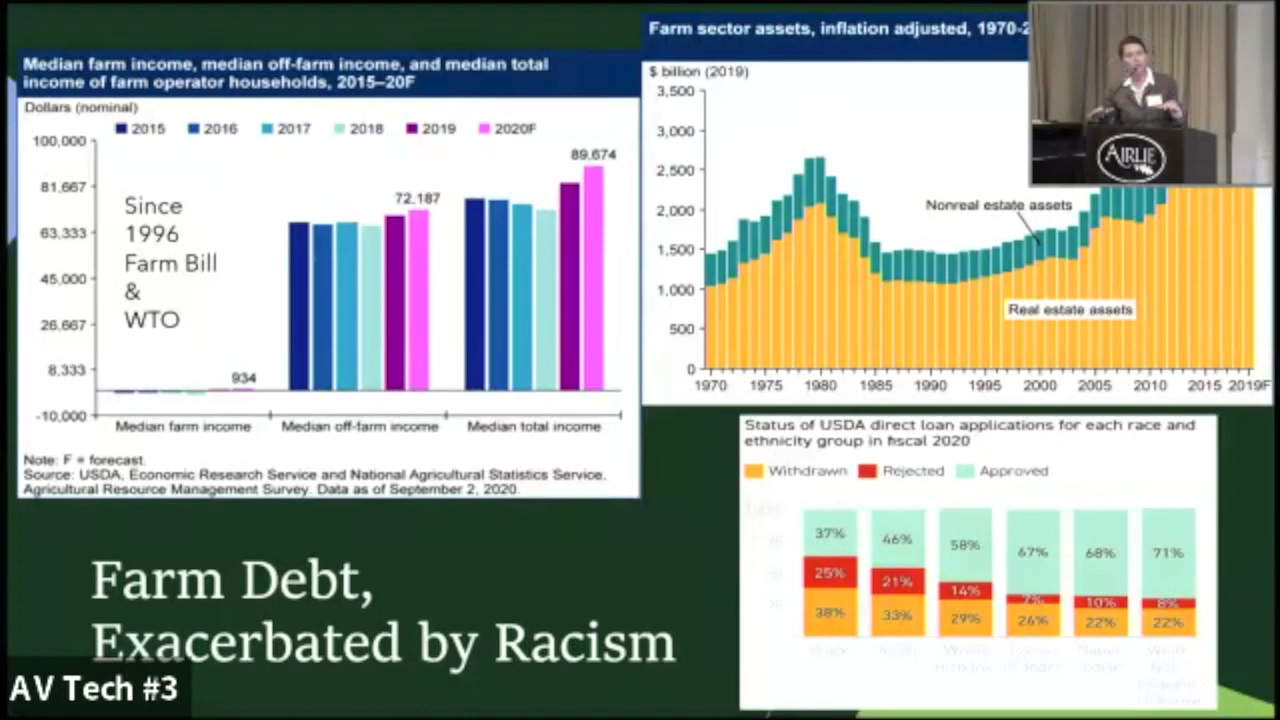 Median farm income, median off-farm income, and median total
income of farm operator households, 2015–20F
Dollars (nominal)
2015 2016 2017 2018 2019 2020F
100,000
81,667
63,333
45,000
26,667
8,333
-10,000
Since
1996
Farm Bill
&
WTO
934
72,187
89,674
Median farm income Median off-farm income Median total income
Note: F = forecast.
Source: USDA, Economic Research Service and National Agricultural Statistics Service,
Agricultural Resource Management Survey. Data as of September 2, 2020.
Farm sector assets, inflation adjusted, 1970-2
$ billion (2019)
3,500
3,000
2,500
2,000
1,500
1,000
500
0
Nonreal estate assets
Real estate assets
1970 1975 1980 1985 1990 1995 2000 2005 2010 2015 2019F
AIRLIE
Status of USDA direct loan applications for each race and
ethnicity group in fiscal 2020
Withdrawn Rejected Approved
37% 46% 58% 67% 68% 71%
25% 21% 14% 7% 10% 8%
38% 33% 29% 26% 22% 22%
Farm Debt,
Exacerbated by Racism
AV Tech #3